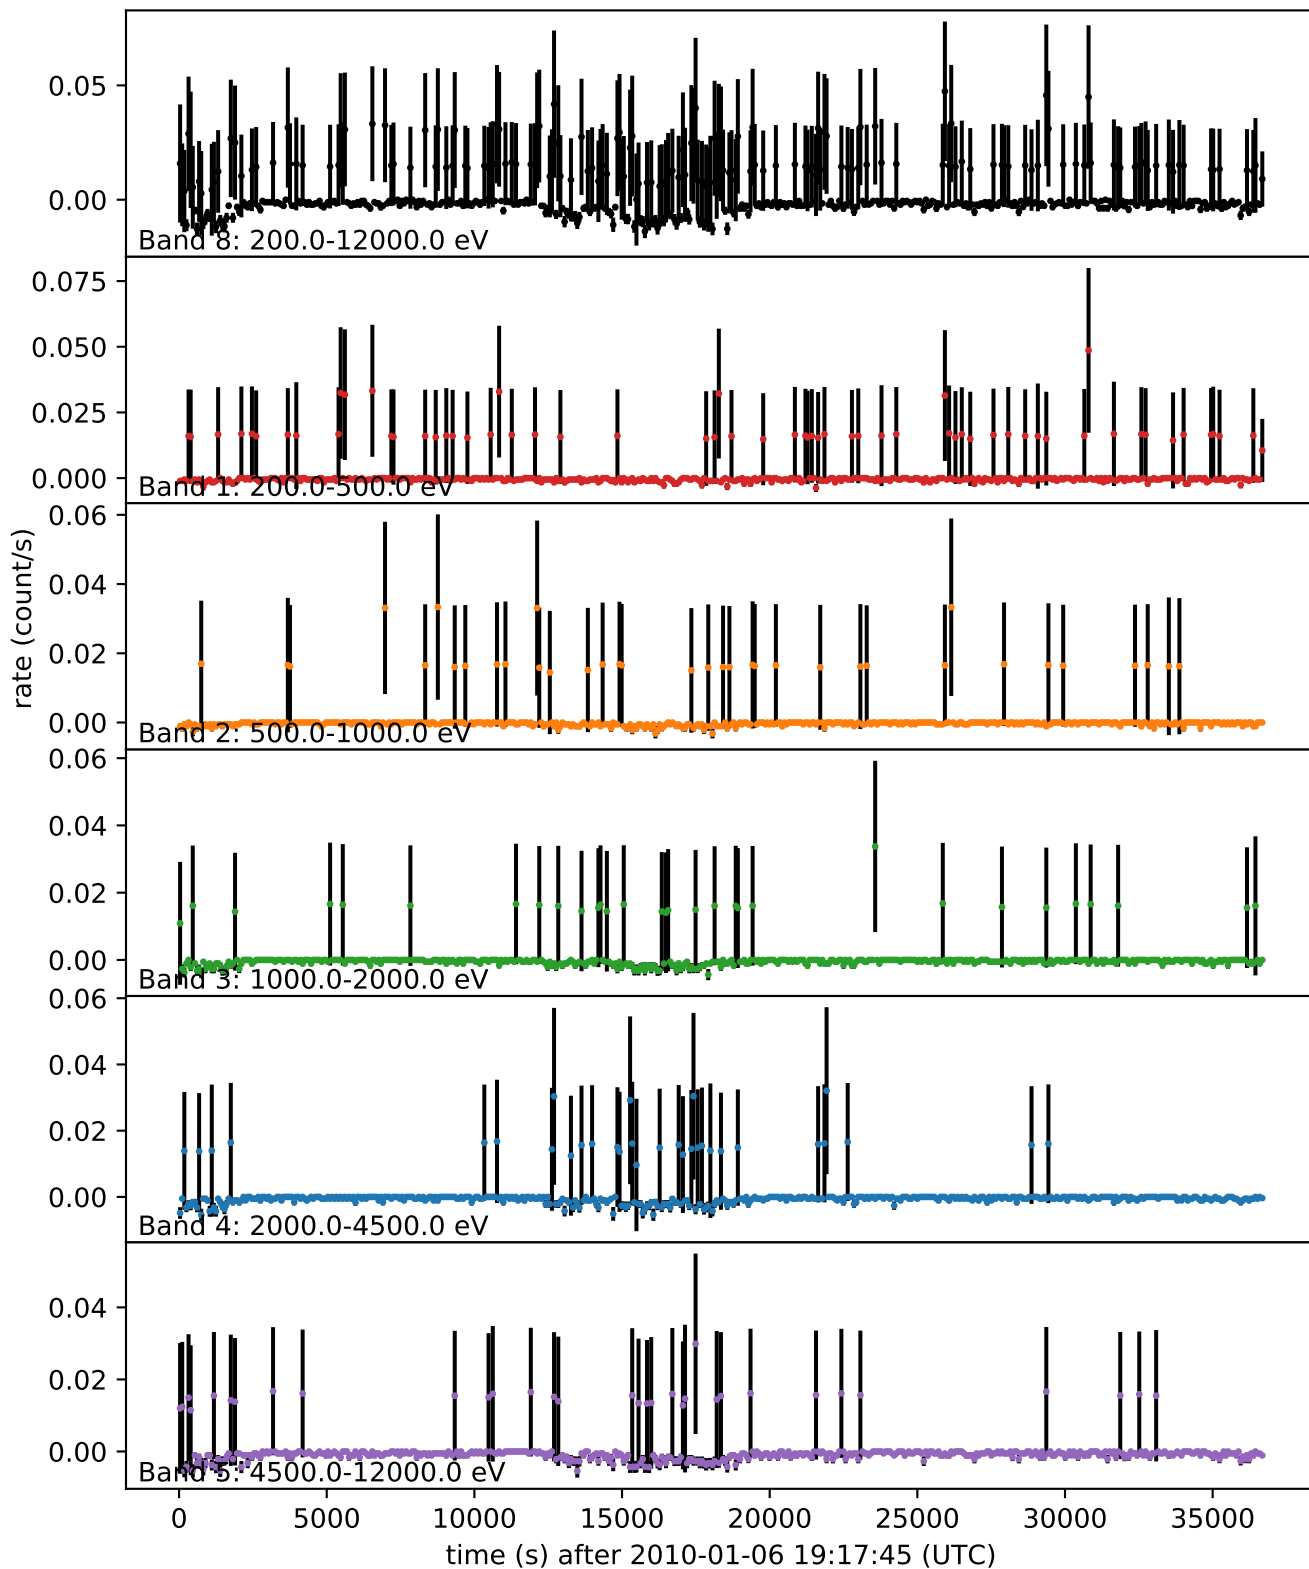 0.05
0.00
Band 8: 200.0-12000.0 eV
0.075
0.050
0.025
0.000
Band 1: 200.0-500.0 eV
rate (count/s)
0.06
0.04
0.02
0.00
Band 2: 500.0-1000.0 eV
0.06
0.04
0.02
0.00
Band 3: 1000.0-2000.0 eV
0.06
0.04
0.02
0.00
Band 4: 2000.0-4500.0 eV
0.04
0.02
0.00
Band 5: 4500.0-12000.0 eV
0 5000 10000 15000 20000 25000 30000 35000
time (s) after 2010-01-06 19:17:45 (UTC)